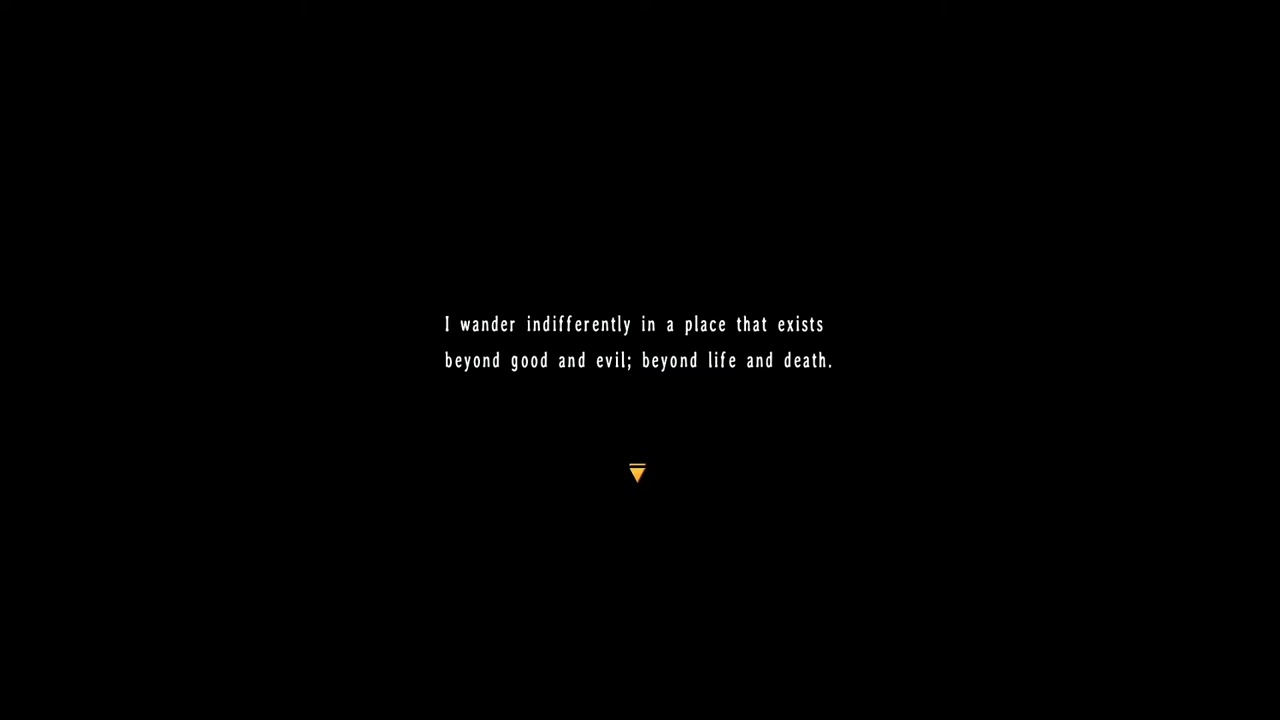 I wander indifferently in a place that exists
beyond good and evil; beyond life and death.